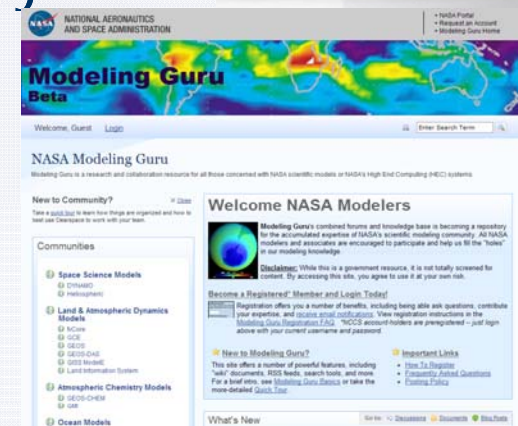 NASA
NATIONAL AERONAUTICS
AND SPACE ADMINISTRATION
• NASA Portal
• Request an Account
• Modeling Guru Home
Modeling Guru
Beta
Welcome, Guest Login
Enter Search Term
NASA Modeling Guru
Modeling Guru is a research and collaboration resource for all those concerned with NASA scientific models or NASA's High End Computing (HEC) systems.
New to Community? X Close
Take a quick tour to learn how things are organized and how to
best use Clearspace to work with your team.
Communities
Space Science Models
DYNAMO
Heliospheric
Land & Atmospheric Dynamics
Models
NCore
GCE
GEOS
GEOS-DAS
GISS ModelE
Land Information System
Atmospheric Chemistry Models
GEOS-CHEM
GMI
Ocean Models
Welcome NASA Modelers
Modeling Guru's combined forums and knowledge base is becoming a repository
for the accumulated expertise of NASA's scientific modeling community. All NASA
modelers and associates are encouraged to participate and help us fill the "holes"
in our modeling knowledge.
Disclaimer: While this is a government resource, it is not totally screened for
content. By accessing this site, you agree to use it at your own risk.
Become a Registered* Member and Login Today!
Registration offers you a number of benefits, including being able ask questions, contribute
your expertise, and receive email notifications. View registration instructions in the
Modeling Guru Registration FAQ. *NCCS account-holders are preregistered – just login
above with your current username and password.
New to Modeling Guru?
This site offers a number of powerful features, including
"wiki" documents, RSS feeds, search tools, and more.
For a brief intro, see Modeling Guru Basics or take the
more-detailed Quick Tour.
Important Links
• How To Register
• Frequently Asked Questions
• Posting Policy
What's New
Go to: Discussions Documents Blog Posts